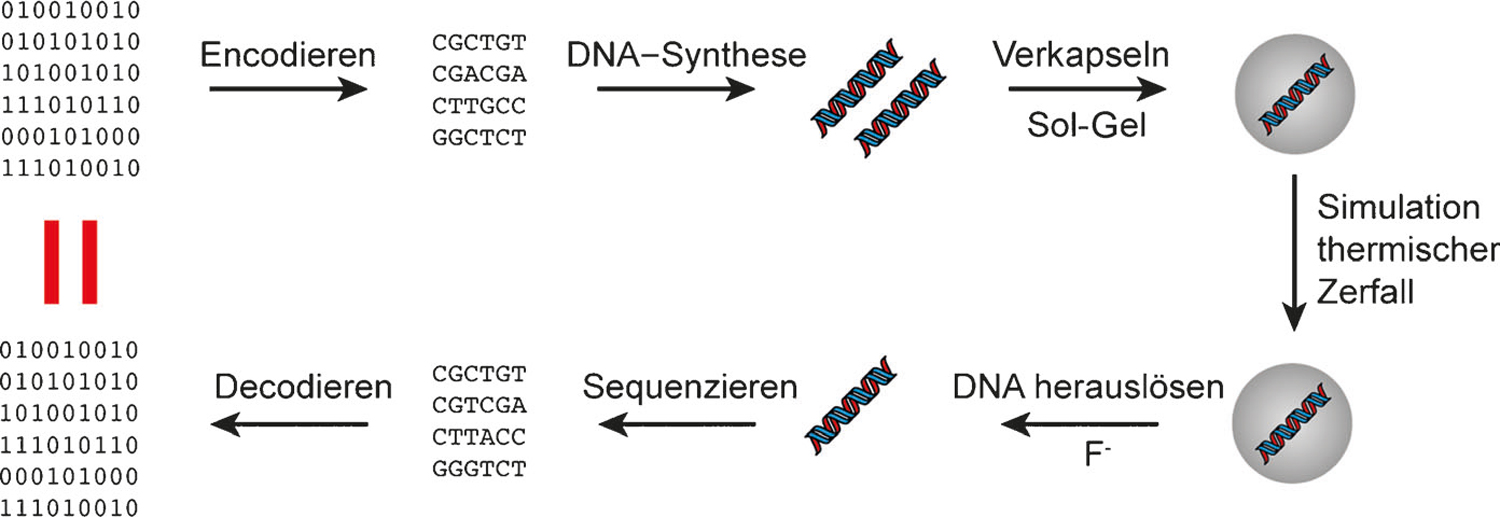 010010010
010101010
101001010
111010110
000101000
111010010
Encodieren
CGCTGT
CGACGA
CTTGCC
GGCTCT
DNA–Synthese
Verkapseln
Sol-Gel
Simulation
thermischer
Zerfall
DNA herauslösen
F-
Sequenzieren
CGCTGT
CGTCGA
CTTACC
GGGTCT
Decodieren
010010010
010101010
101001010
111010110
000101000
111010010